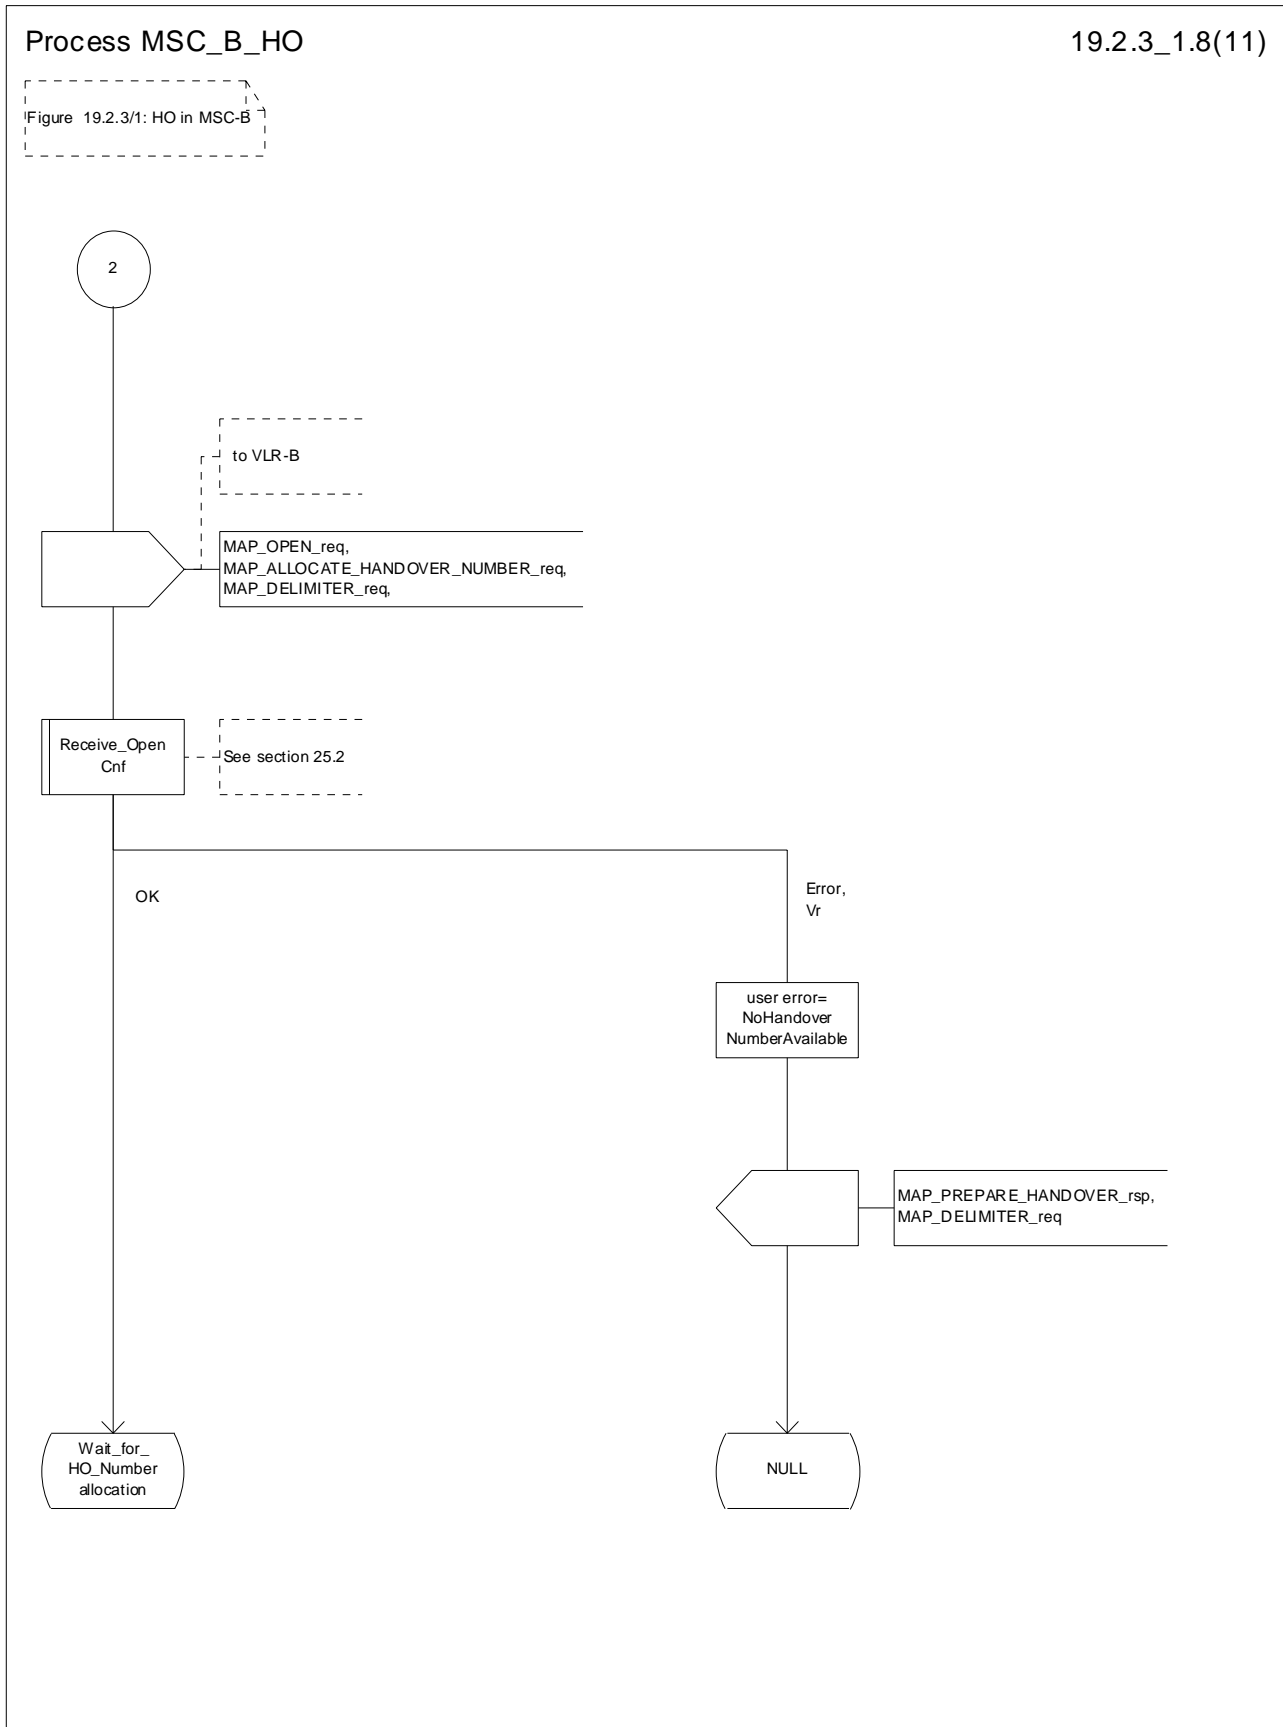 Process MSC_B_HO
19.2.3_1.8(11)
Figure 19.2.3/1: HO in MSC-B
2
to VLR-B
MAP_OPEN_req,
MAP_ALLOCATE_HANDOVER_NUMBER_req,
MAP_DELIMITER_req,
Receive_Open
Cnf
See section 25.2
OK
Error,
Vr
user error=
NoHandover
NumberAvailable
MAP_PREPARE_HANDOVER_rsp,
MAP_DELIMITER_req
Wait_for_
HO_Number
allocation
NULL